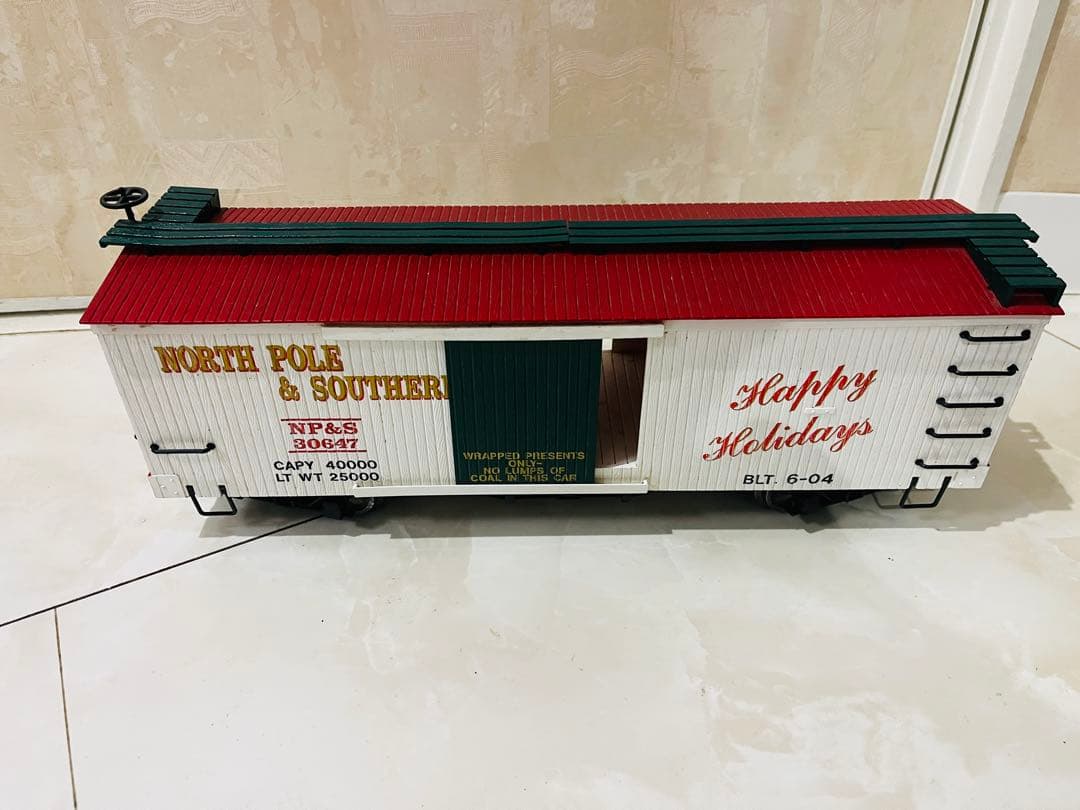 NORTH POLE
& SOUTHER
NP&S
30647
CAPY 40000
LT WT 25000
WRAPPED PRESENTS
ONLY-
NO LUMPS OF
COAL IN THIS CAR
Happy
Holidays
BLT. 6-04